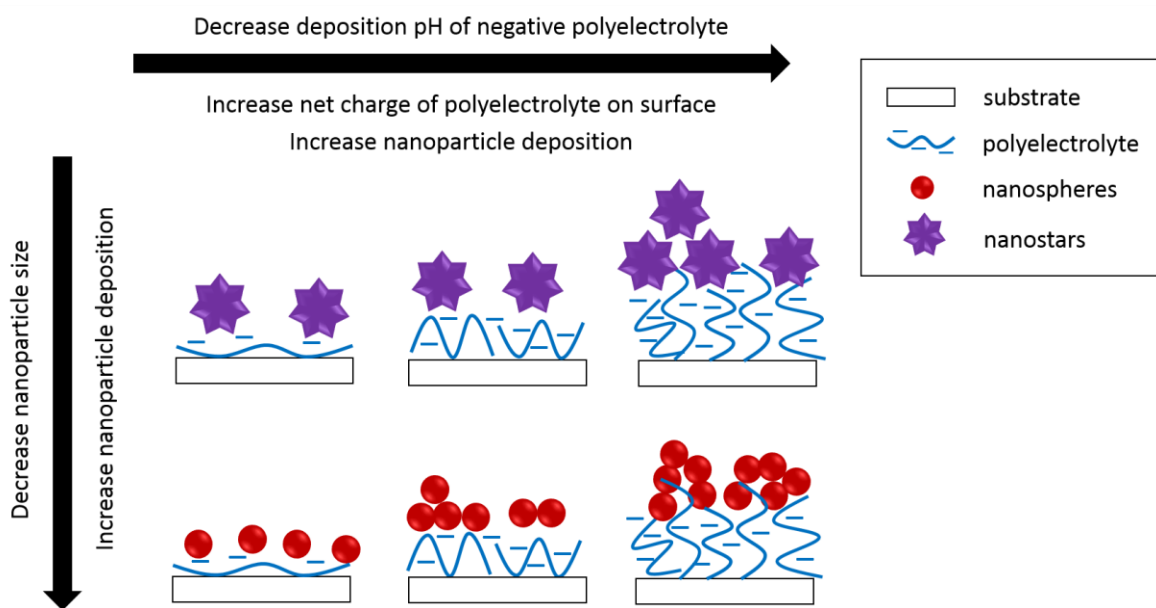 Decrease deposition pH of negative polyelectrolyte
Increase net charge of polyelectrolyte on surface
Increase nanoparticle deposition
Decrease nanoparticle size
Increase nanoparticle deposition
substrate
polyelectrolyte
nanospheres
nanostars